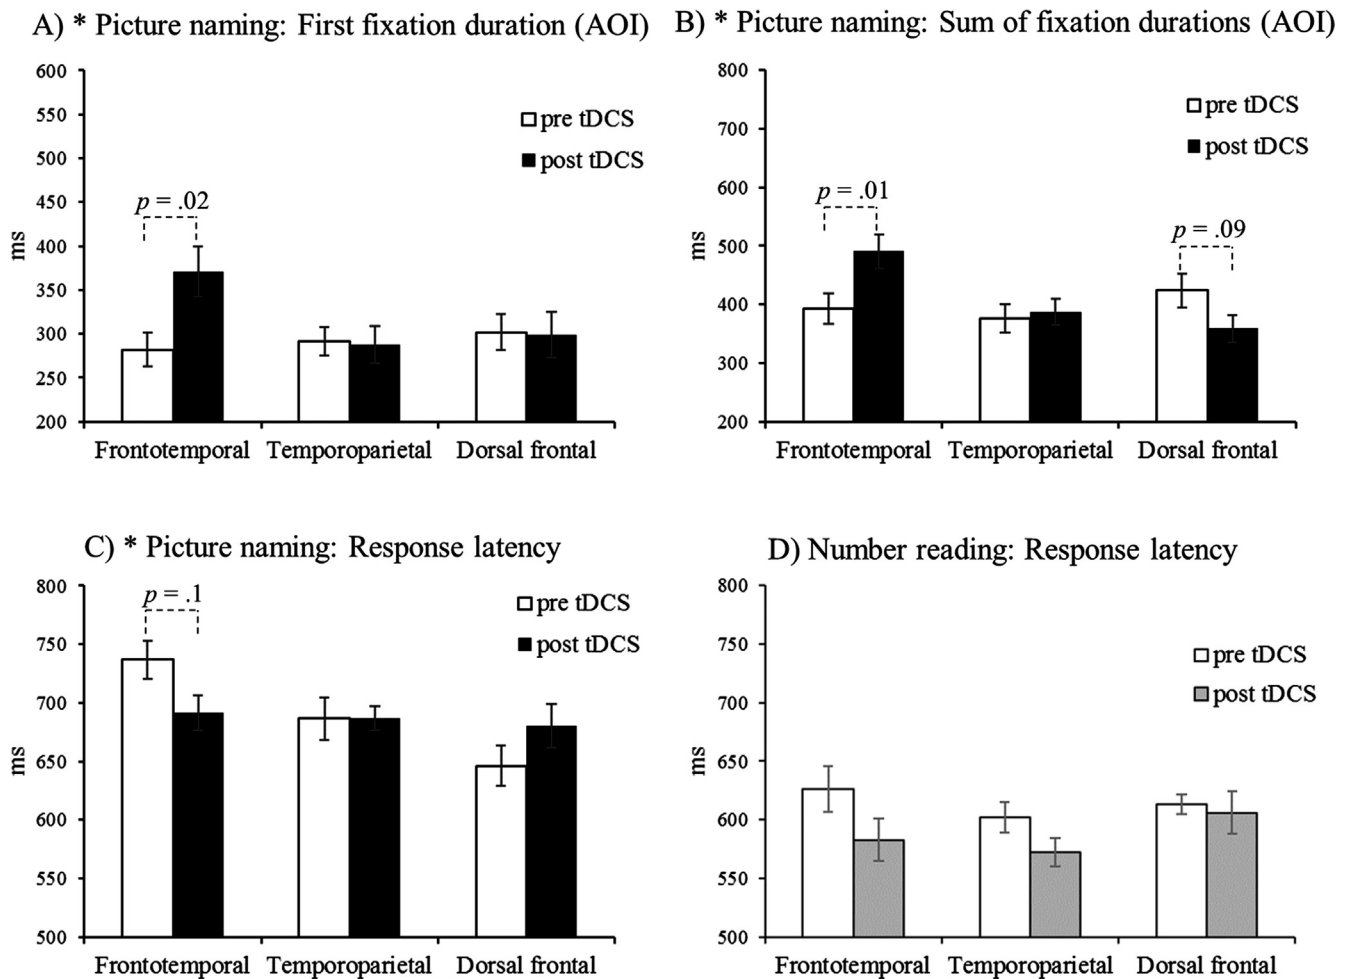 A) * Picture naming: First fixation duration (AOI)
600
550
500
450
400
350
300
250
200
ms
pre tDCS
post tDCS
p = .02
Frontotemporal Temporoparietal Dorsal frontal
B) * Picture naming: Sum of fixation durations (AOI)
800
700
600
500
400
300
200
ms
pre tDCS
post tDCS
p = .01
p = .09
Frontotemporal Temporoparietal Dorsal frontal
C) * Picture naming: Response latency
800
750
700
650
600
550
500
ms
p = .1
pre tDCS
post tDCS
Frontotemporal Temporoparietal Dorsal frontal
D) Number reading: Response latency
800
750
700
650
600
550
500
ms
pre tDCS
post tDCS
Frontotemporal Temporoparietal Dorsal frontal